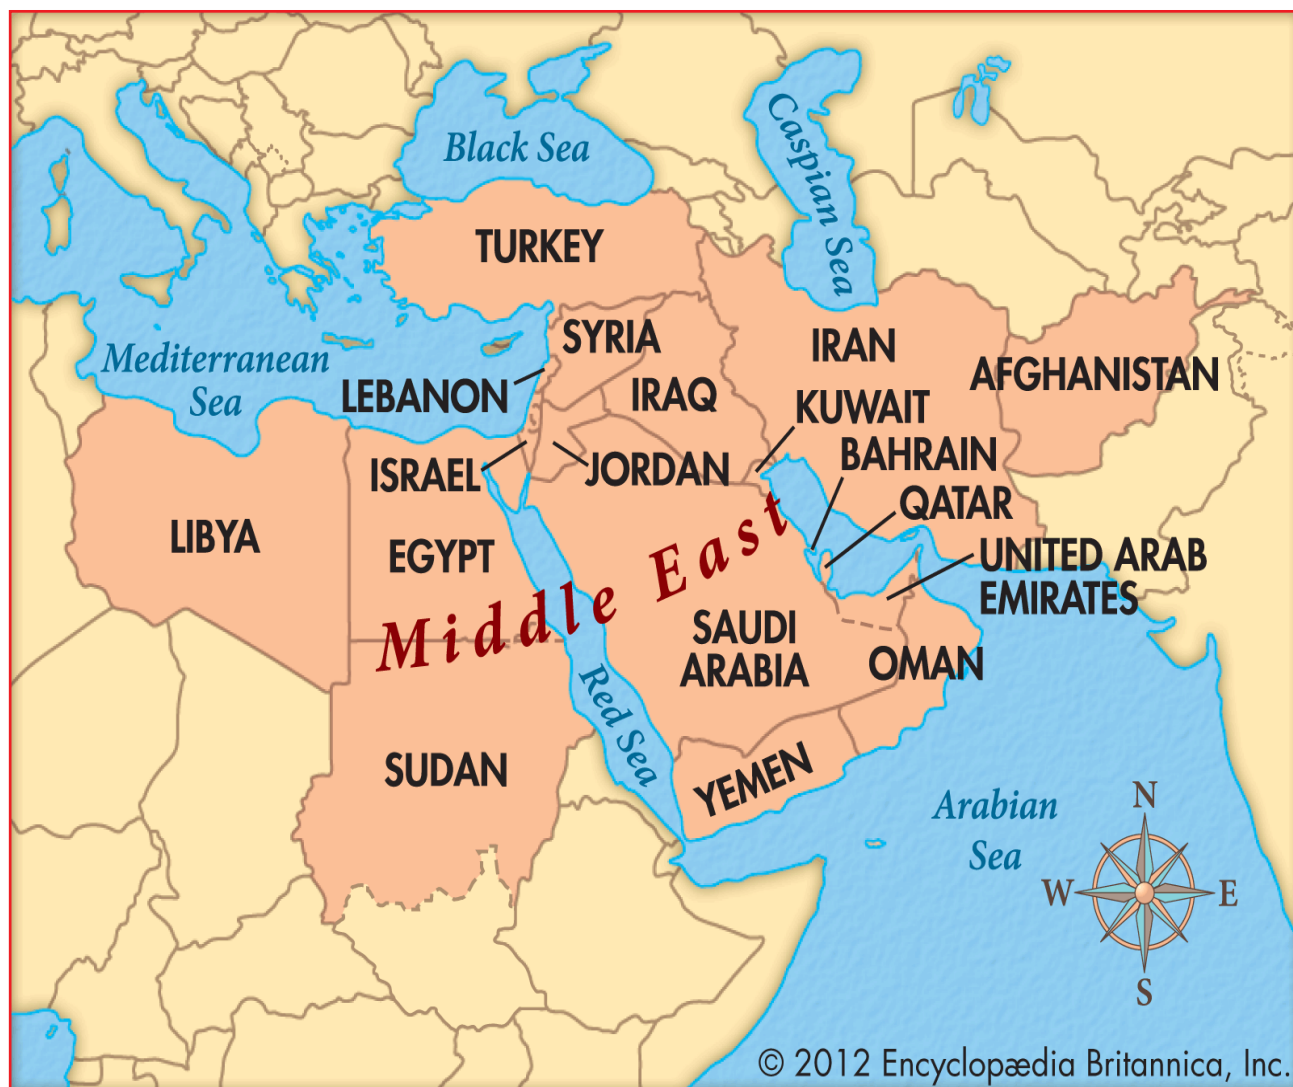 Black Sea
Caspian Sea
TURKEY
SYRIA
IRAN
Mediterranean
Sea
LEBANON
IRAQ
AFGHANISTAN
KUWAIT
BAHRAIN
ISRAEL
JORDAN
QATAR
LIBYA
EGYPT
Middle East
UNITED ARAB
EMIRATES
SAUDI
ARABIA
OMAN
Red Sea
SUDAN
YEMEN
Arabian
Sea
N
W
E
S
© 2012 Encyclopædia Britannica, Inc.